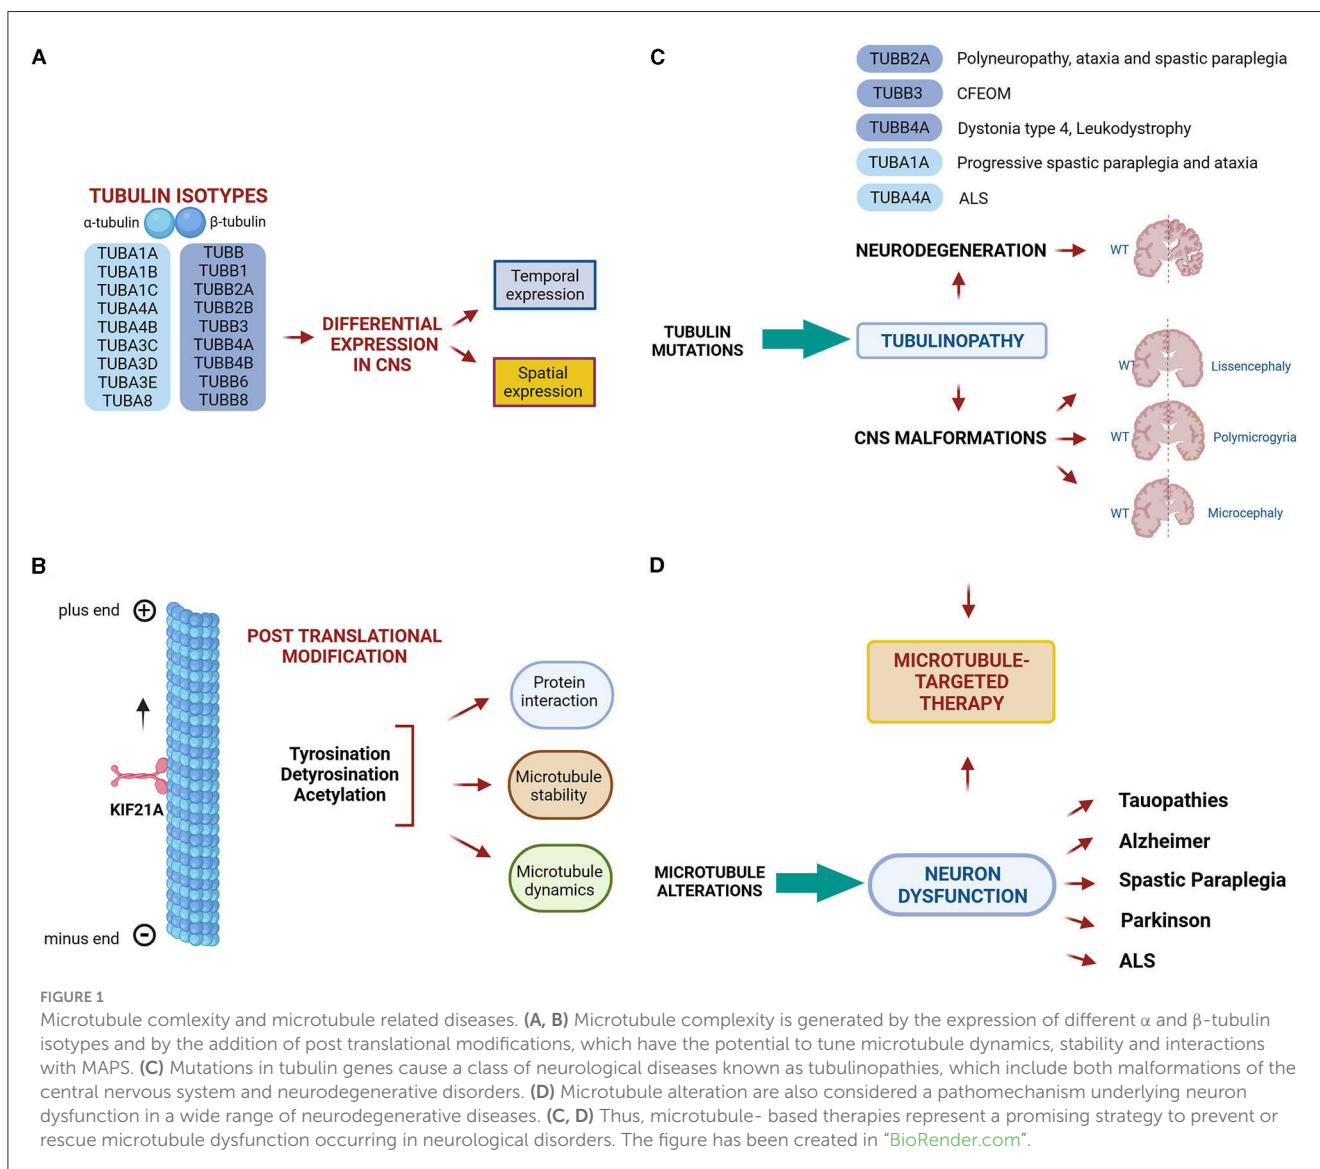 A
TUBULIN ISOTYPES
α-tubulin
β-tubulin
TUBA1A
TUBA1B
TUBA1C
TUBA4A
TUBA4B
TUBA3C
TUBA3D
TUBA3E
TUBA8
TUBB
TUBB1
TUBB2A
TUBB2B
TUBB3
TUBB4A
TUBB4B
TUBB6
TUBB8
DIFFERENTIAL
EXPRESSION
IN CNS
Temporal
expression
Spatial
expression
C
TUBB2A Polyneuropathy, ataxia and spastic paraplegia
TUBB3 CFEOM
TUBB4A Dystonia type 4, Leukodystrophy
TUBA1A Progressive spastic paraplegia and ataxia
TUBA4A ALS
NEURODEGENERATION
WT
TUBULIN
MUTATIONS
TUBULINOPATHY
CNS MALFORMATIONS
WT Lissencephaly
WT Polymicrogyria
WT Microcephaly
B
plus end +
KIF21A
minus end -
POST TRANSLATIONAL
MODIFICATION
Tyrosination
Detyrosination
Acetylation
Protein
interaction
Microtubule
stability
Microtubule
dynamics
D
MICROTUBULE-
TARGETED
THERAPY
MICROTUBULE
ALTERATIONS
NEURON
DYSFUNCTION
Tauopathies
Alzheimer
Spastic Paraplegia
Parkinson
ALS
FIGURE 1
Microtubule comlexity and microtubule related diseases. (A, B) Microtubule complexity is generated by the expression of different α and β-tubulin
isotypes and by the addition of post translational modifications, which have the potential to tune microtubule dynamics, stability and interactions
with MAPS. (C) Mutations in tubulin genes cause a class of neurological diseases known as tubulinopathies, which include both malformations of the
central nervous system and neurodegenerative disorders. (D) Microtubule alteration are also considered a pathomechanism underlying neuron
dysfunction in a wide range of neurodegenerative diseases. (C, D) Thus, microtubule- based therapies represent a promising strategy to prevent or
rescue microtubule dysfunction occurring in neurological disorders. The figure has been created in “BioRender.com”.